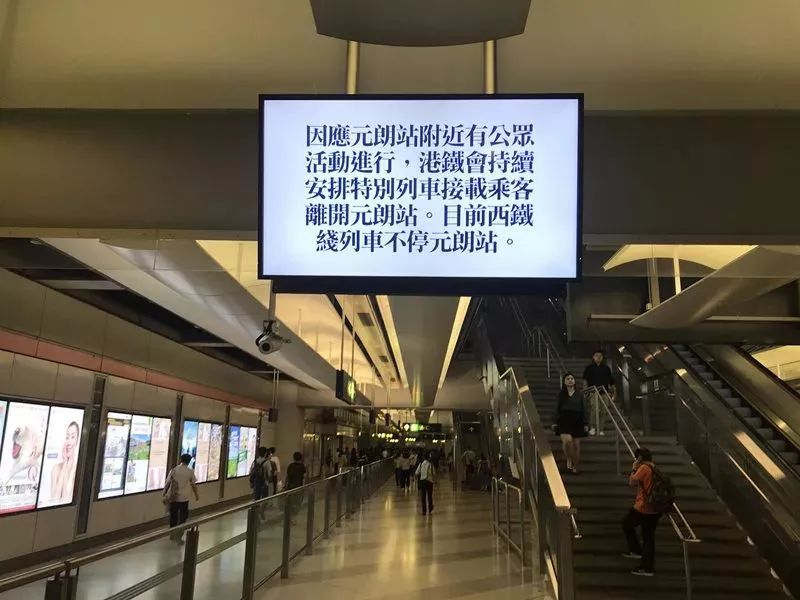 因應元朗站附近有公眾
活動進行，港鐵會持續
安排特別列車接載乘客
離開元朗站。目前西鐵
綫列車不停元朗站。